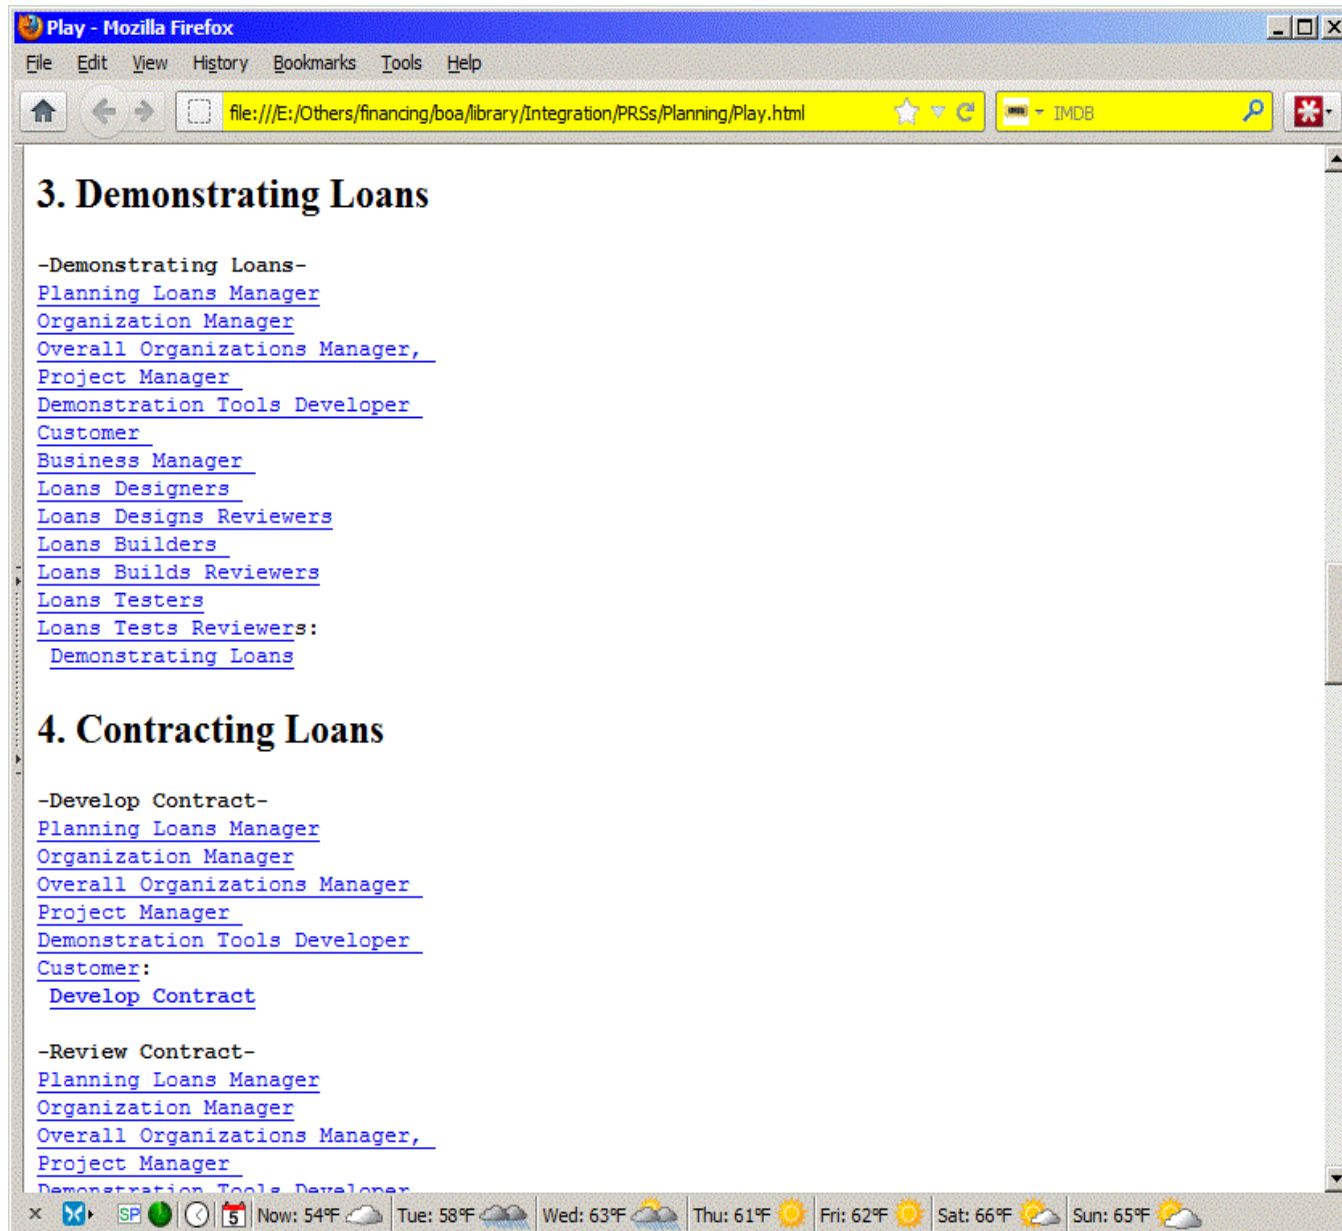 Play - Mozilla Firefox
File Edit View History Bookmarks Tools Help
file:///E:/Others/financing/boa/library/Integration/PRSs/Planning/Play.html IMDB
3. Demonstrating Loans
-Demonstrating Loans-
Planning Loans Manager
Organization Manager
Overall Organizations Manager,
Project Manager
Demonstration Tools Developer
Customer
Business Manager
Loans Designers
Loans Designs Reviewers
Loans Builders
Loans Builds Reviewers
Loans Testers
Loans Tests Reviewers:
Demonstrating Loans
4. Contracting Loans
-Develop Contract-
Planning Loans Manager
Organization Manager
Overall Organizations Manager
Project Manager
Demonstration Tools Developer
Customer:
Develop Contract
-Review Contract-
Planning Loans Manager
Organization Manager
Overall Organizations Manager,
Project Manager
Demonstration Tools Developer
SP 5 Now: 54°F Tue: 58°F Wed: 63°F Thu: 61°F Fri: 62°F Sat: 66°F Sun: 65°F